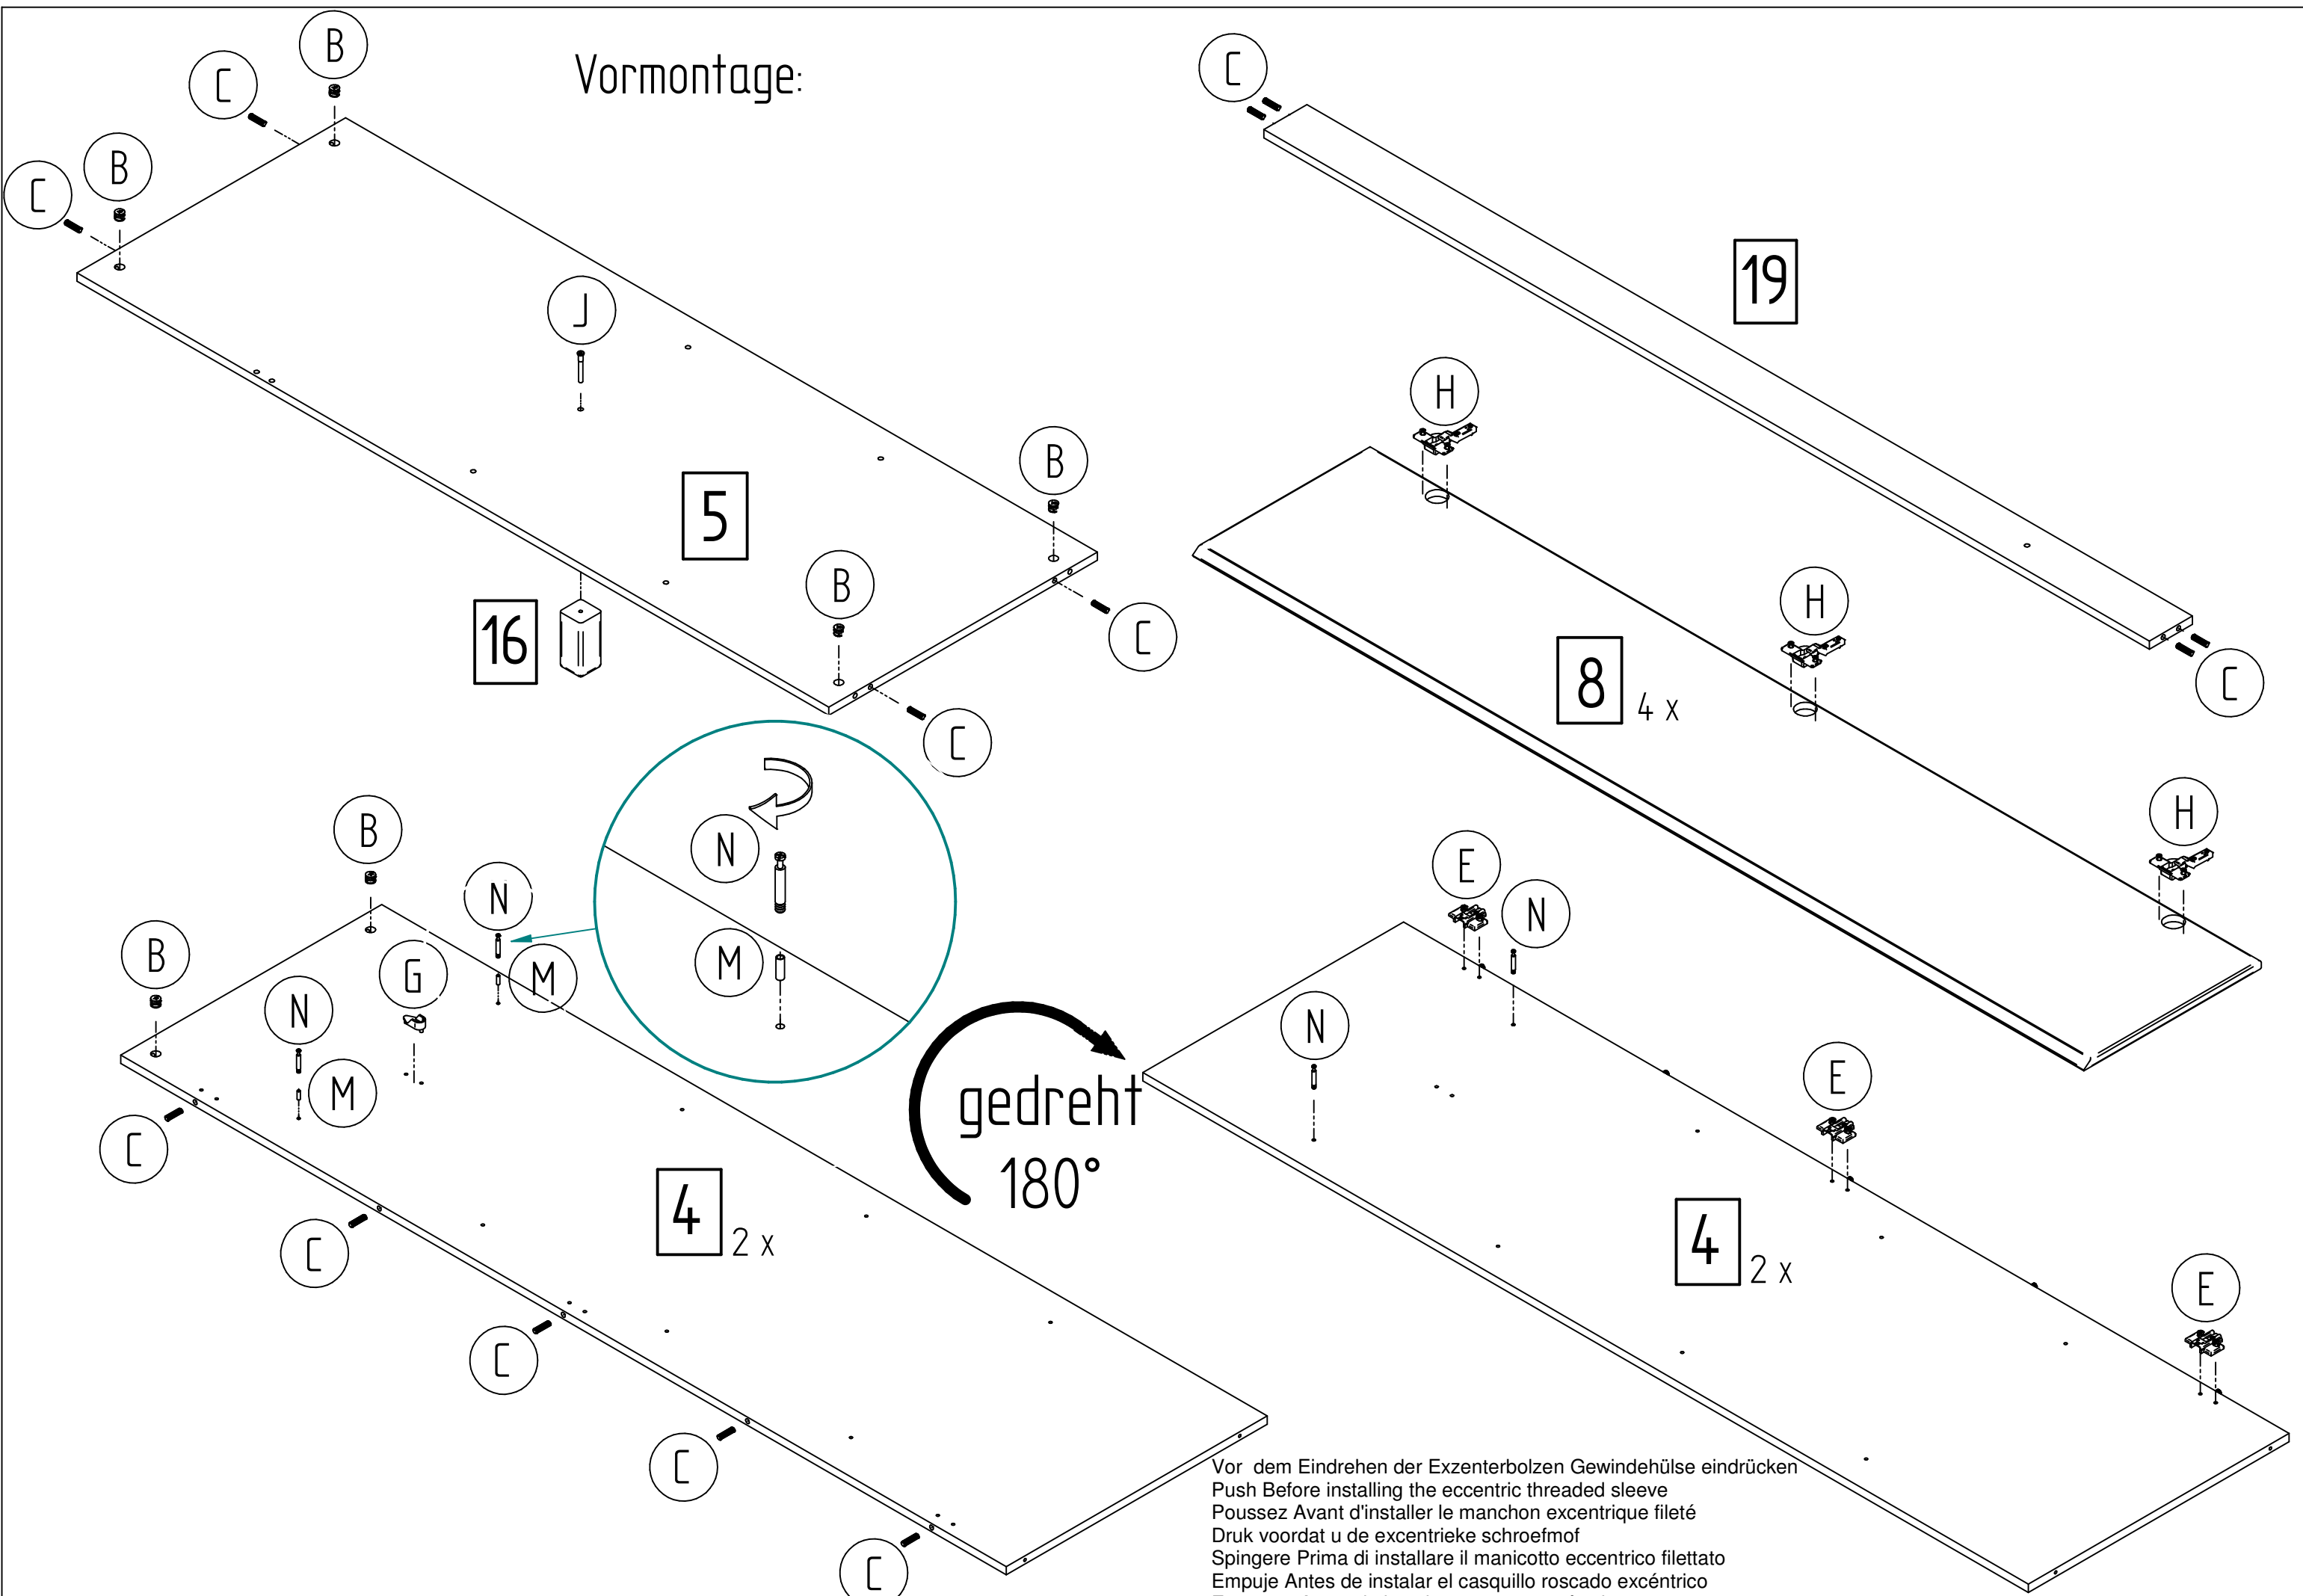 Vormontage:
B
C
B
C
J
5
16
B
B
C
C
C
19
H
H
H
8 4 x
C
B
B
N
G
M
N
M
N
M
C
C
C
C
C
4 2 x
gedreht
180°
E
N
N
E
E
4 2 x
Vor dem Eindrehen der Exzenterbolzen Gewindehülse eindrücken
Push Before installing the eccentric threaded sleeve
Poussez Avant d'installer le manchon excentrique fileté
Druk voordat u de excentrieke schroefmof
Spingere Prima di installare il manicotto eccentrico filettato
Empuje Antes de instalar el casquillo roscado excéntrico